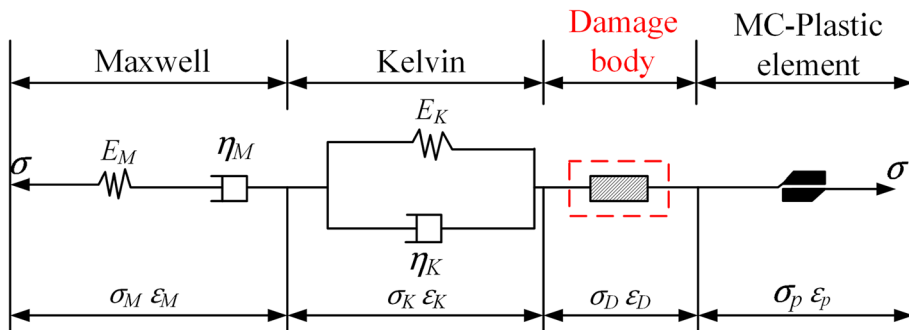 Maxwell
Kelvin
Damage
body
MC-Plastic
element
σ
E_M
η_M
E_K
η_K
σ
σ_M ε_M
σ_K ε_K
σ_D ε_D
σ_p ε_p